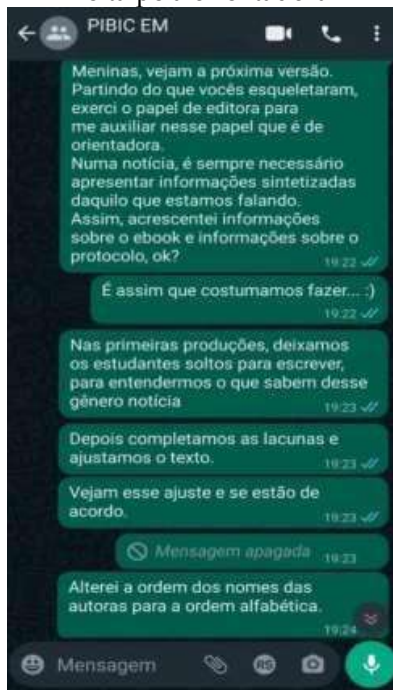 PIBIC EM
Meninas, vejam a próxima versão.
Partindo do que vocês esqueletaram,
exerci o papel de editora para
me auxiliar nesse papel que é de
orientadora.
Numa notícia, é sempre necessário
apresentar informações sintetizadas
daquilo que estamos falando.
Assim, acrescentei informações
sobre o ebook e informações sobre o
protocolo, ok?
19:22
É assim que costumamos fazer... :)
19:22
Nas primeiras produções, deixamos
os estudantes soltos para escrever,
para entendermos o que sabem desse
gênero notícia
19:23
Depois completamos as lacunas e
ajustamos o texto.
19:23
Vejam esse ajuste e se estão de
acordo.
19:23
Mensagem apagada 19:23
Alterei a ordem dos nomes das
autoras para a ordem alfabética.
19:24
Mensagem